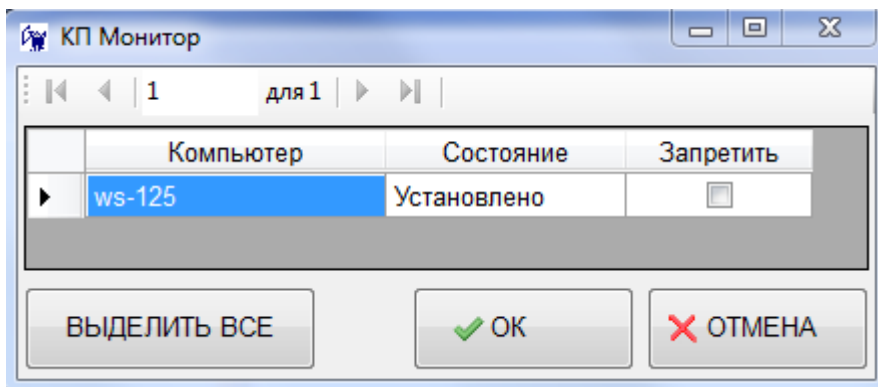 КП Монитор
1 для 1
Компьютер Состояние Запретить
ws-125 Установлено
ВЫДЕЛИТЬ ВСЕ ОК ОТМЕНА